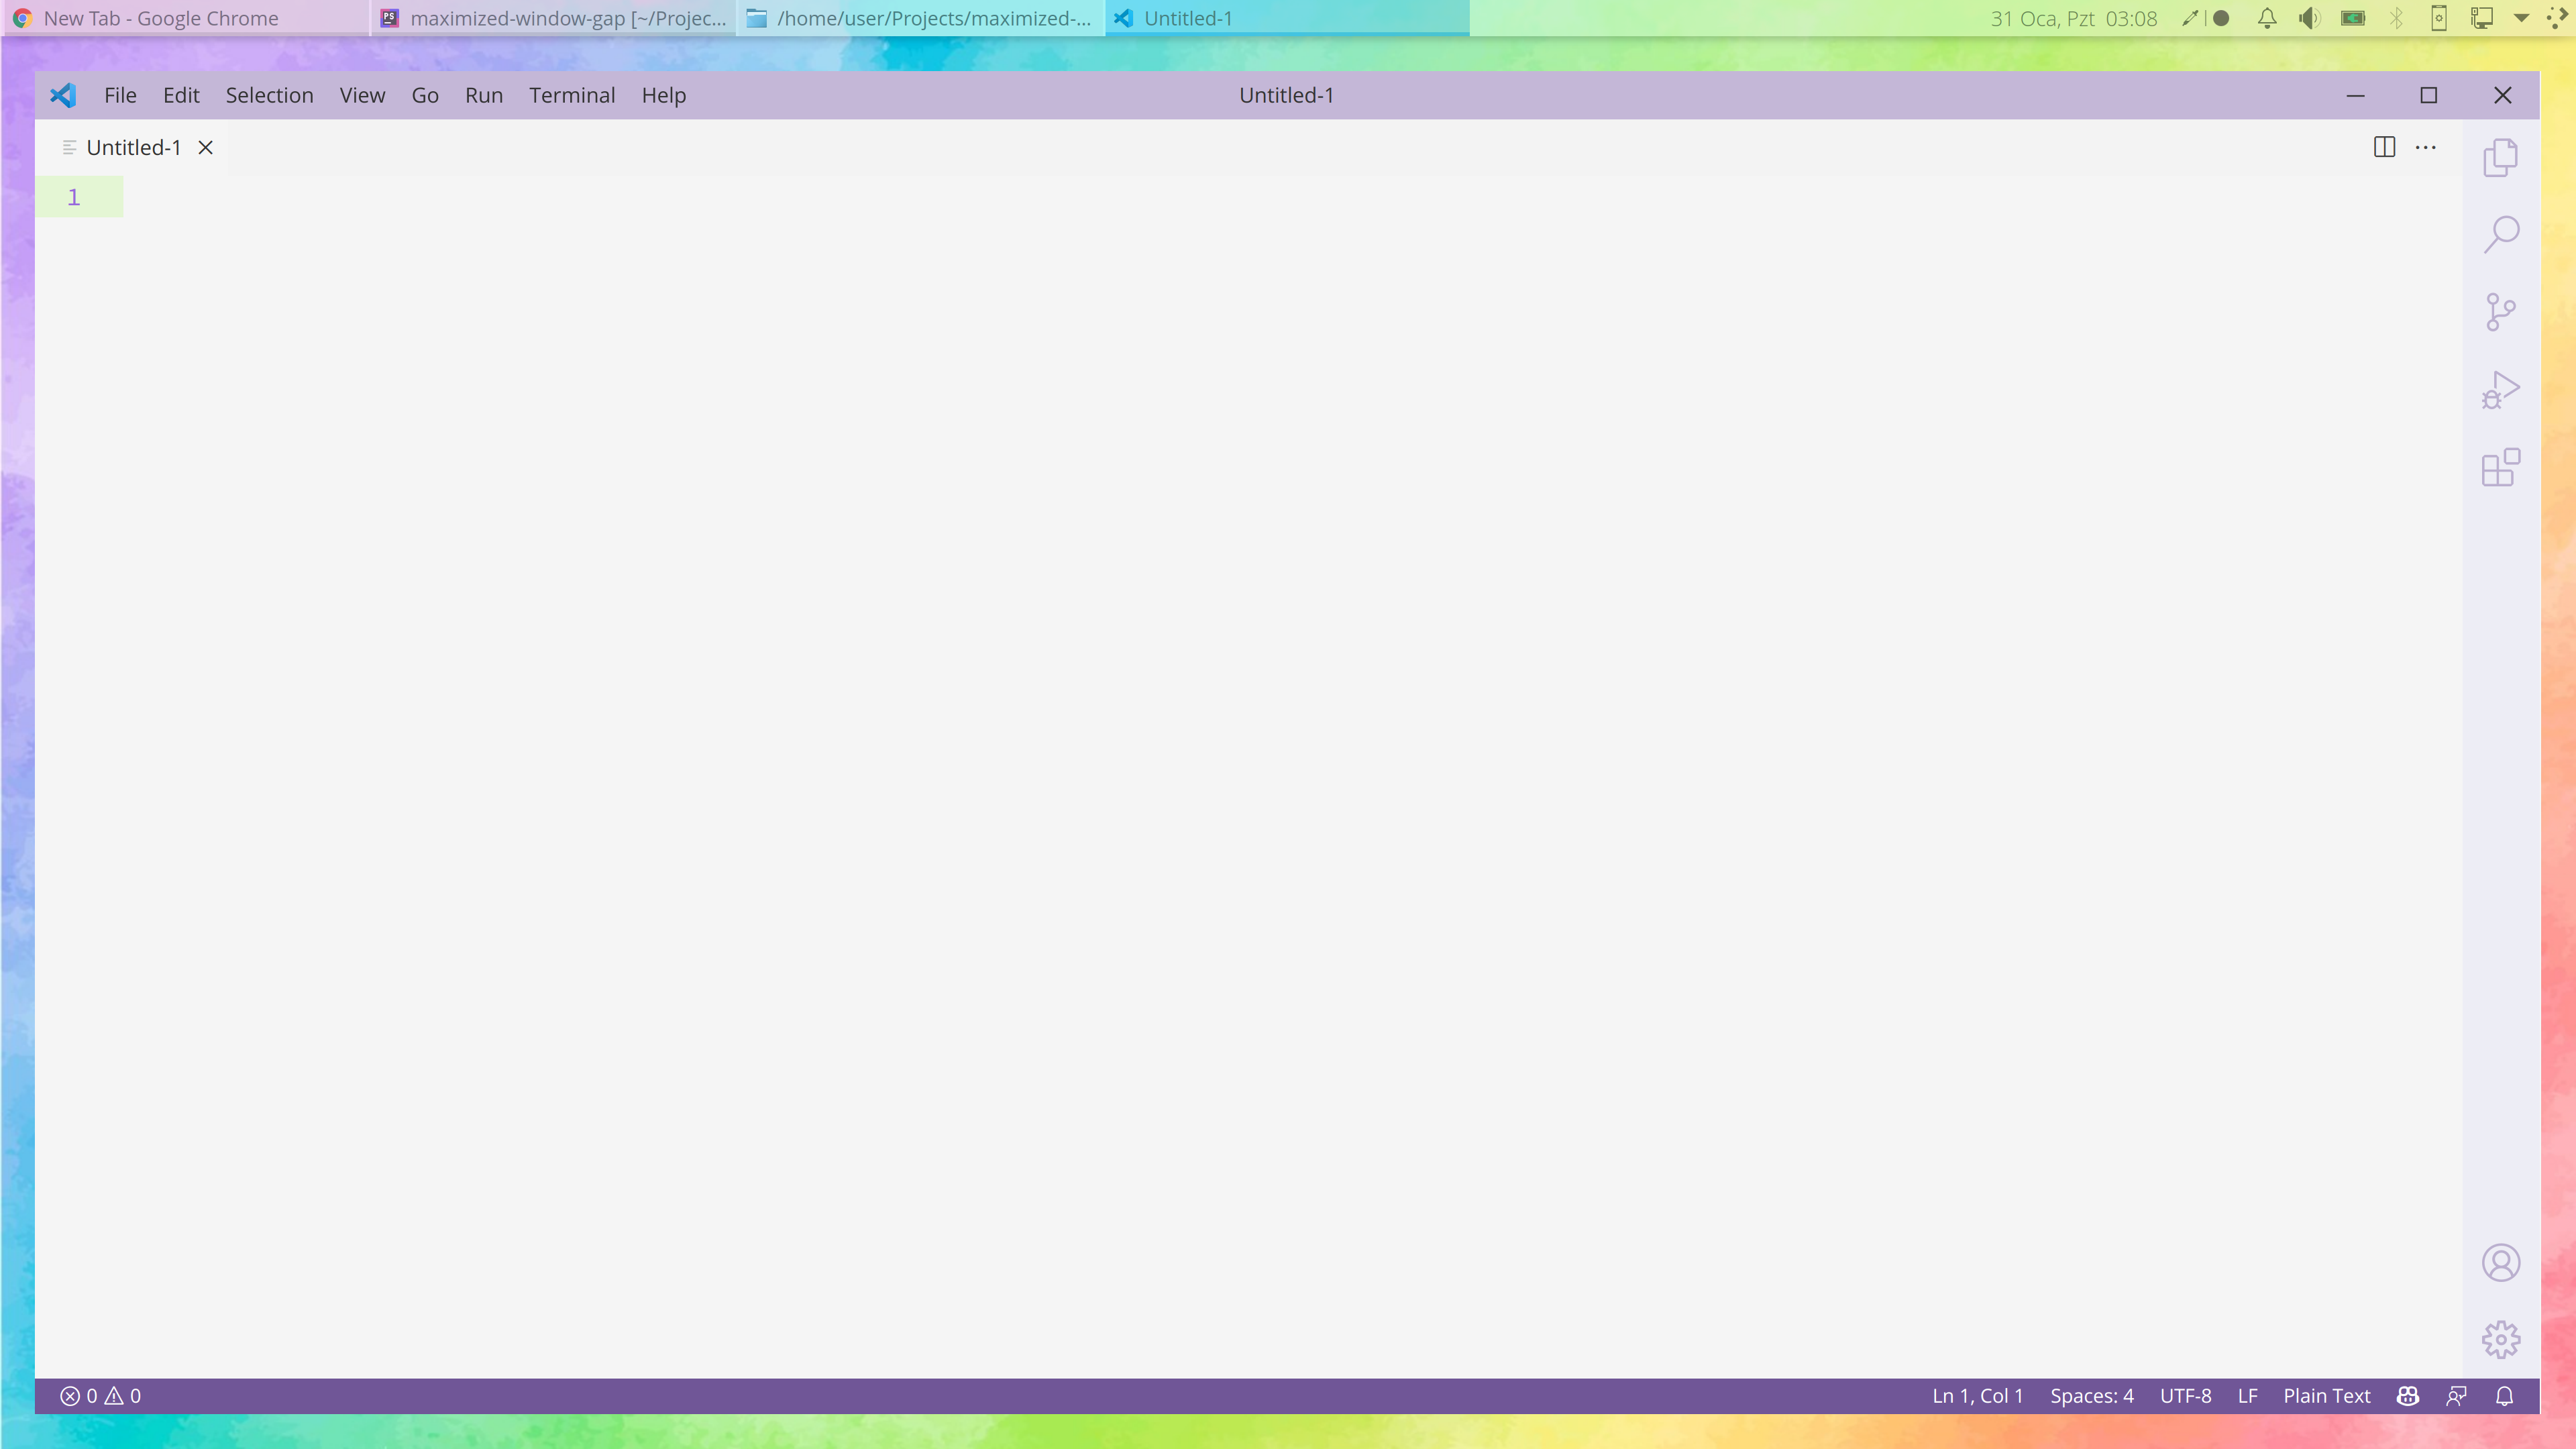 New Tab - Google Chrome
maximized-window-gap [~/Projec...
/home/user/Projects/maximized-...
Untitled-1
31 Oca, Pzt 03:08
File Edit Selection View Go Run Terminal Help
Untitled-1
Untitled-1
1
0 0
Ln 1, Col 1 Spaces: 4 UTF-8 LF Plain Text